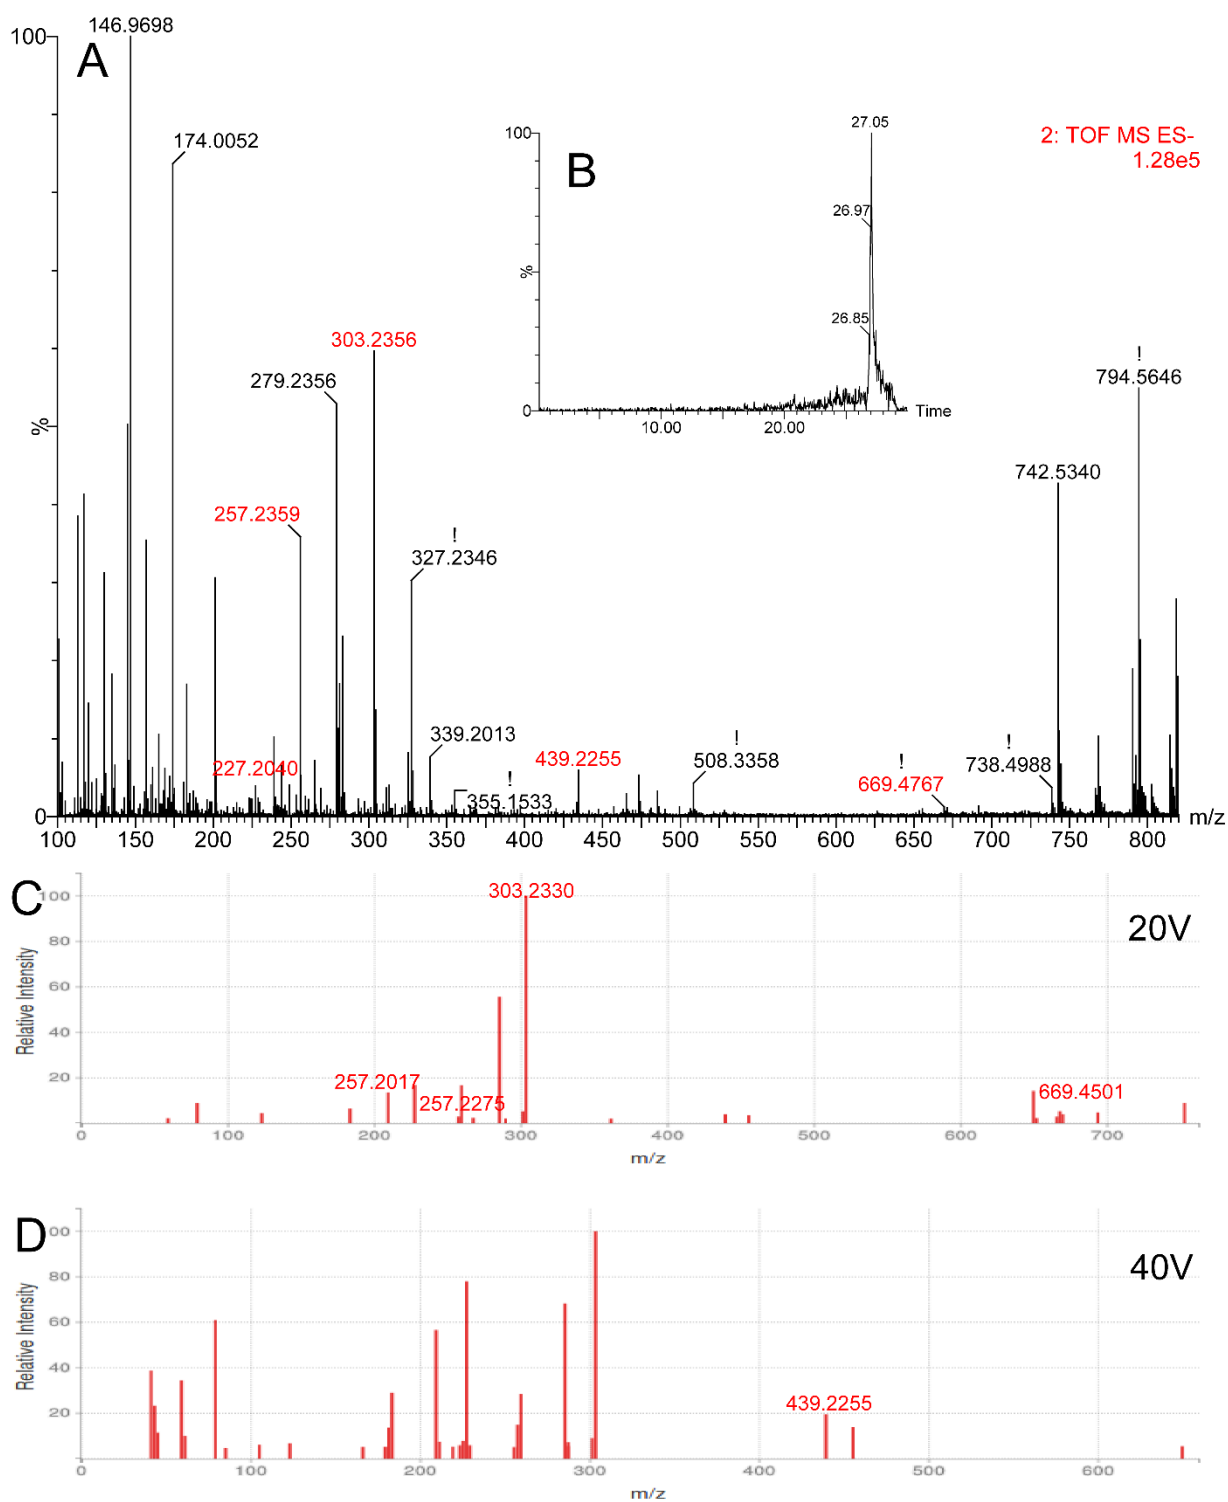 146.9698
100
A
174.0052
27.05
100
2: TOF MS ES-
1.28e5
B
26.97
%
303.2356
26.85
279.2356
!
794.5646
0
Time
10.00
20.00
%
742.5340
257.2359
!
327.2346
339.2013
439.2255
!
508.3358
!
669.4767
!
738.4988
227.2040
!
355.1533
0
m/z
100 150 200 250 300 350 400 450 500 550 600 650 700 750 800
C
303.2330
20V
100
80
60
40
20
Relative Intensity
257.2017
257.2275
669.4501
0 100 200 300 400 500 600 700
m/z
D
40V
00
80
60
40
20
Relative Intensity
439.2255
0 100 200 300 400 500 600
m/z